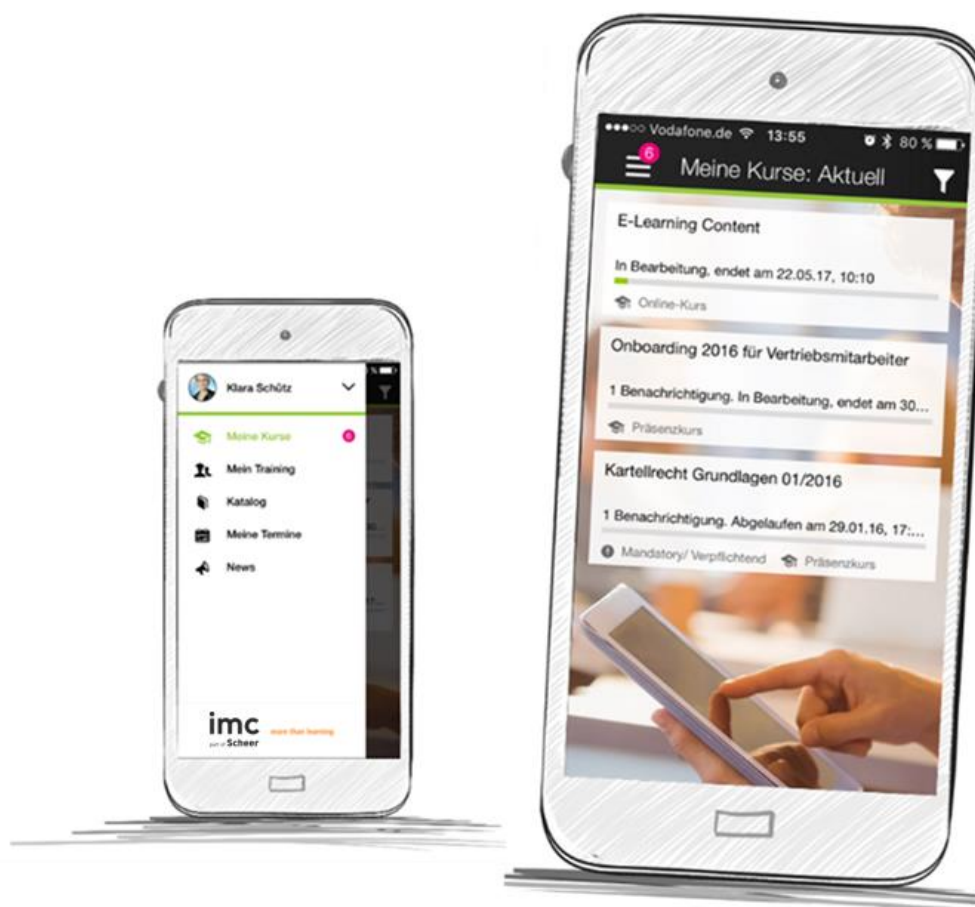 Klara Schütz
Meine Kurse 6
Mein Training
Katalog
Meine Termine
News
imc
part of Scheer
more than learning
Vodafone.de 13:55 80 %
6
Meine Kurse: Aktuell
E-Learning Content
In Bearbeitung, endet am 22.05.17, 10:10
Online-Kurs
Onboarding 2016 für Vertriebsmitarbeiter
1 Benachrichtigung. In Bearbeitung, endet am 30...
Präsenzkurs
Kartellrecht Grundlagen 01/2016
1 Benachrichtigung. Abgelaufen am 29.01.16, 17:...
Mandatory/ Verpflichtend Präsenzkurs